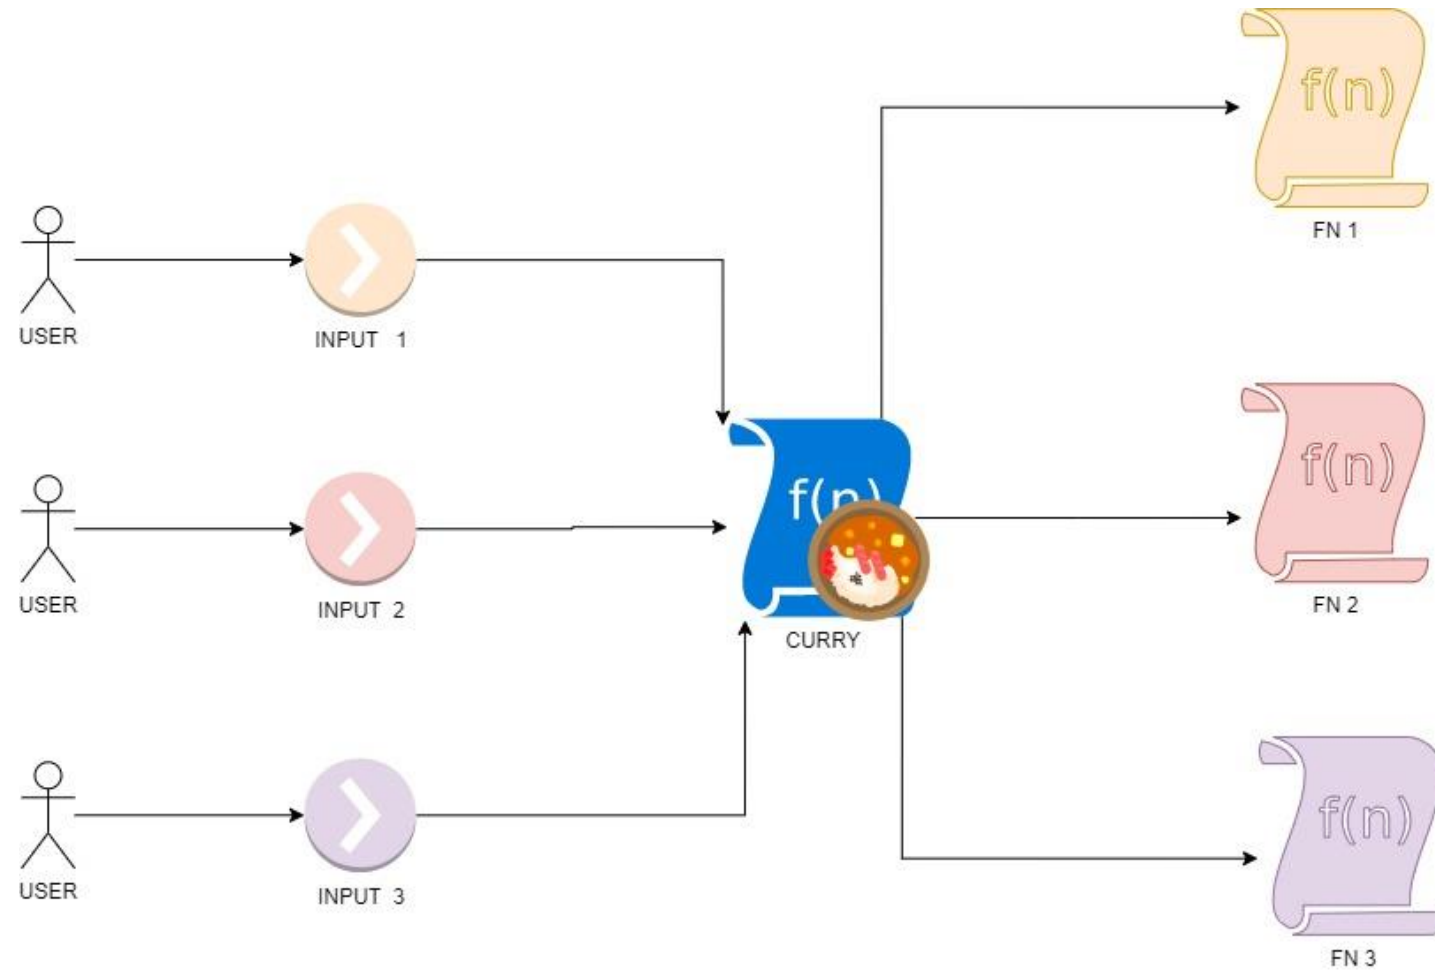 f(n)
FN 1
USER
INPUT 1
f(n)
FN 2
f(n)
CURRY
USER
INPUT 2
f(n)
FN 3
USER
INPUT 3